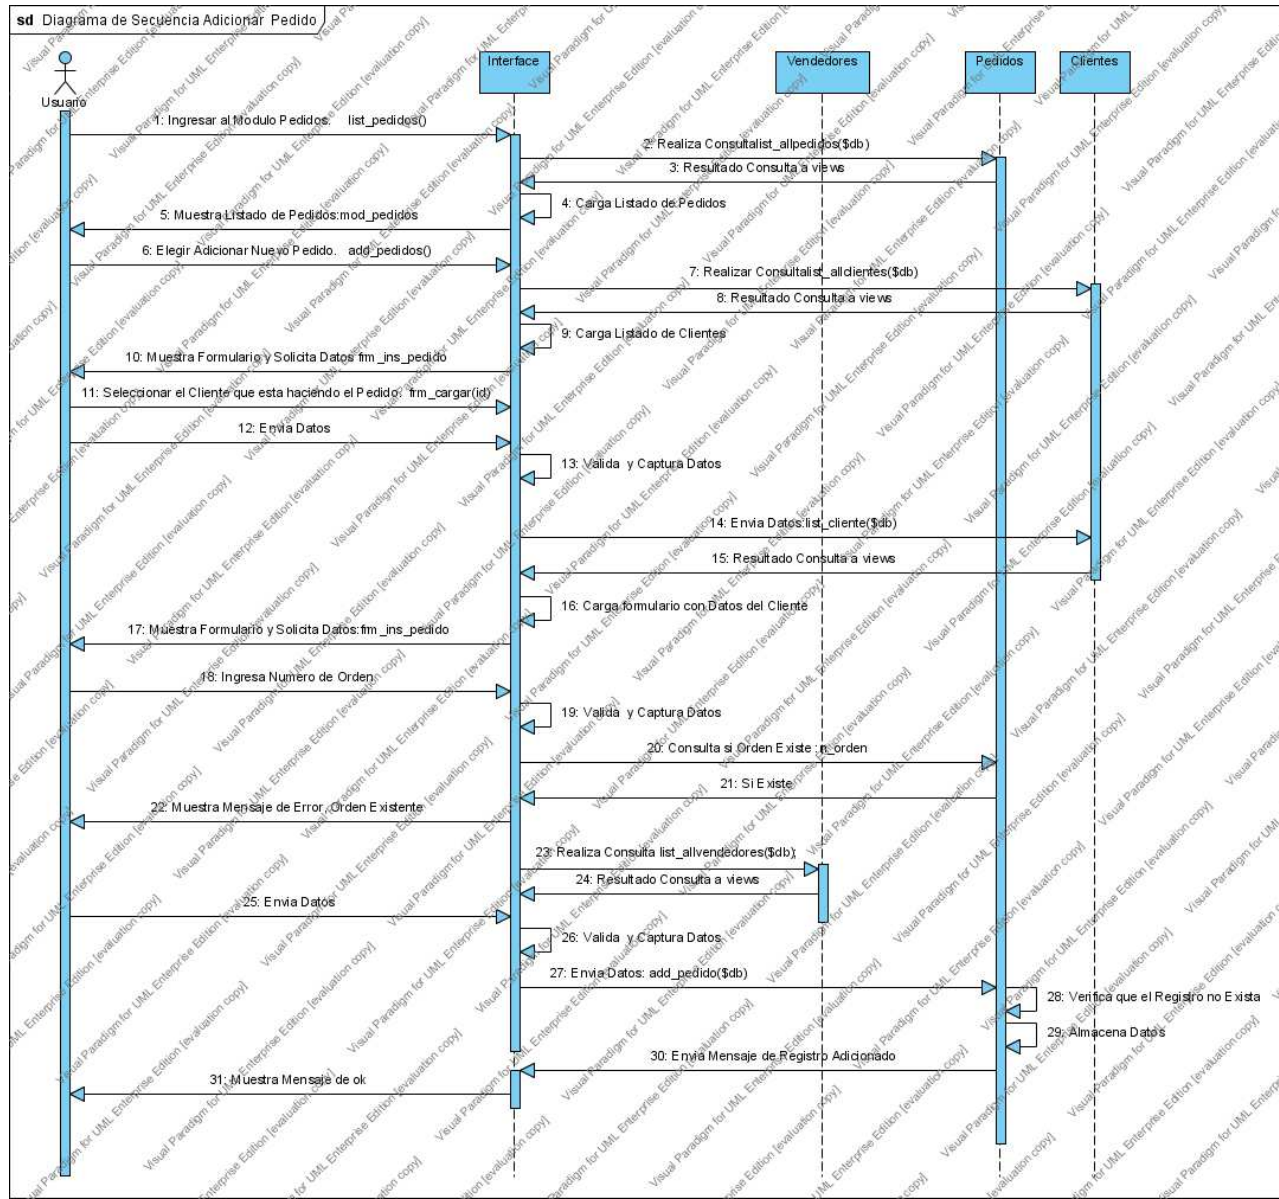 sd Diagrama de Secuencia Adicionar Pedido
Usuario
Interface
Vendedores
Pedidos
Clientes
1: Ingresar al Modulo Pedidos. list_pedidos()
2: Realiza Consultalist_allpedidos($db)
3: Resultado Consulta a views
4: Carga Listado de Pedidos
5: Muestra Listado de Pedidos:mod_pedidos
6: Elegir Adicionar Nuevo Pedido. add_pedidos()
7: Realizar Consultalist_allclientes($db)
8: Resultado Consulta a views
9: Carga Listado de Clientes
10: Muestra Formulario y Solicita Datos frm_ins_pedido
11: Seleccionar el Cliente que esta haciendo el Pedido. frm_cargar(id)
12: Envia Datos
13: Valida y Captura Datos
14: Envia Datos:list_cliente($db)
15: Resultado Consulta a views
16: Carga formulario con Datos del Cliente
17: Muestra Formulario y Solicita Datos:frm_ins_pedido
18: Ingresa Numero de Orden
19: Valida y Captura Datos
20: Consulta si Orden Existe :n_orden
21: Si Existe
22: Muestra Mensaje de Error, Orden Existente
23: Realiza Consulta list_allvendedores($db);
24: Resultado Consulta a views
25: Envia Datos
26: Valida y Captura Datos
27: Envia Datos: add_pedido($db)
28: Verifica que el Registro no Exista
29: Almacena Datos
30: Envia Mensaje de Registro Adicionado
31: Muestra Mensaje de ok
Visual Paradigm for UML Enterprise Edition [evaluation copy]